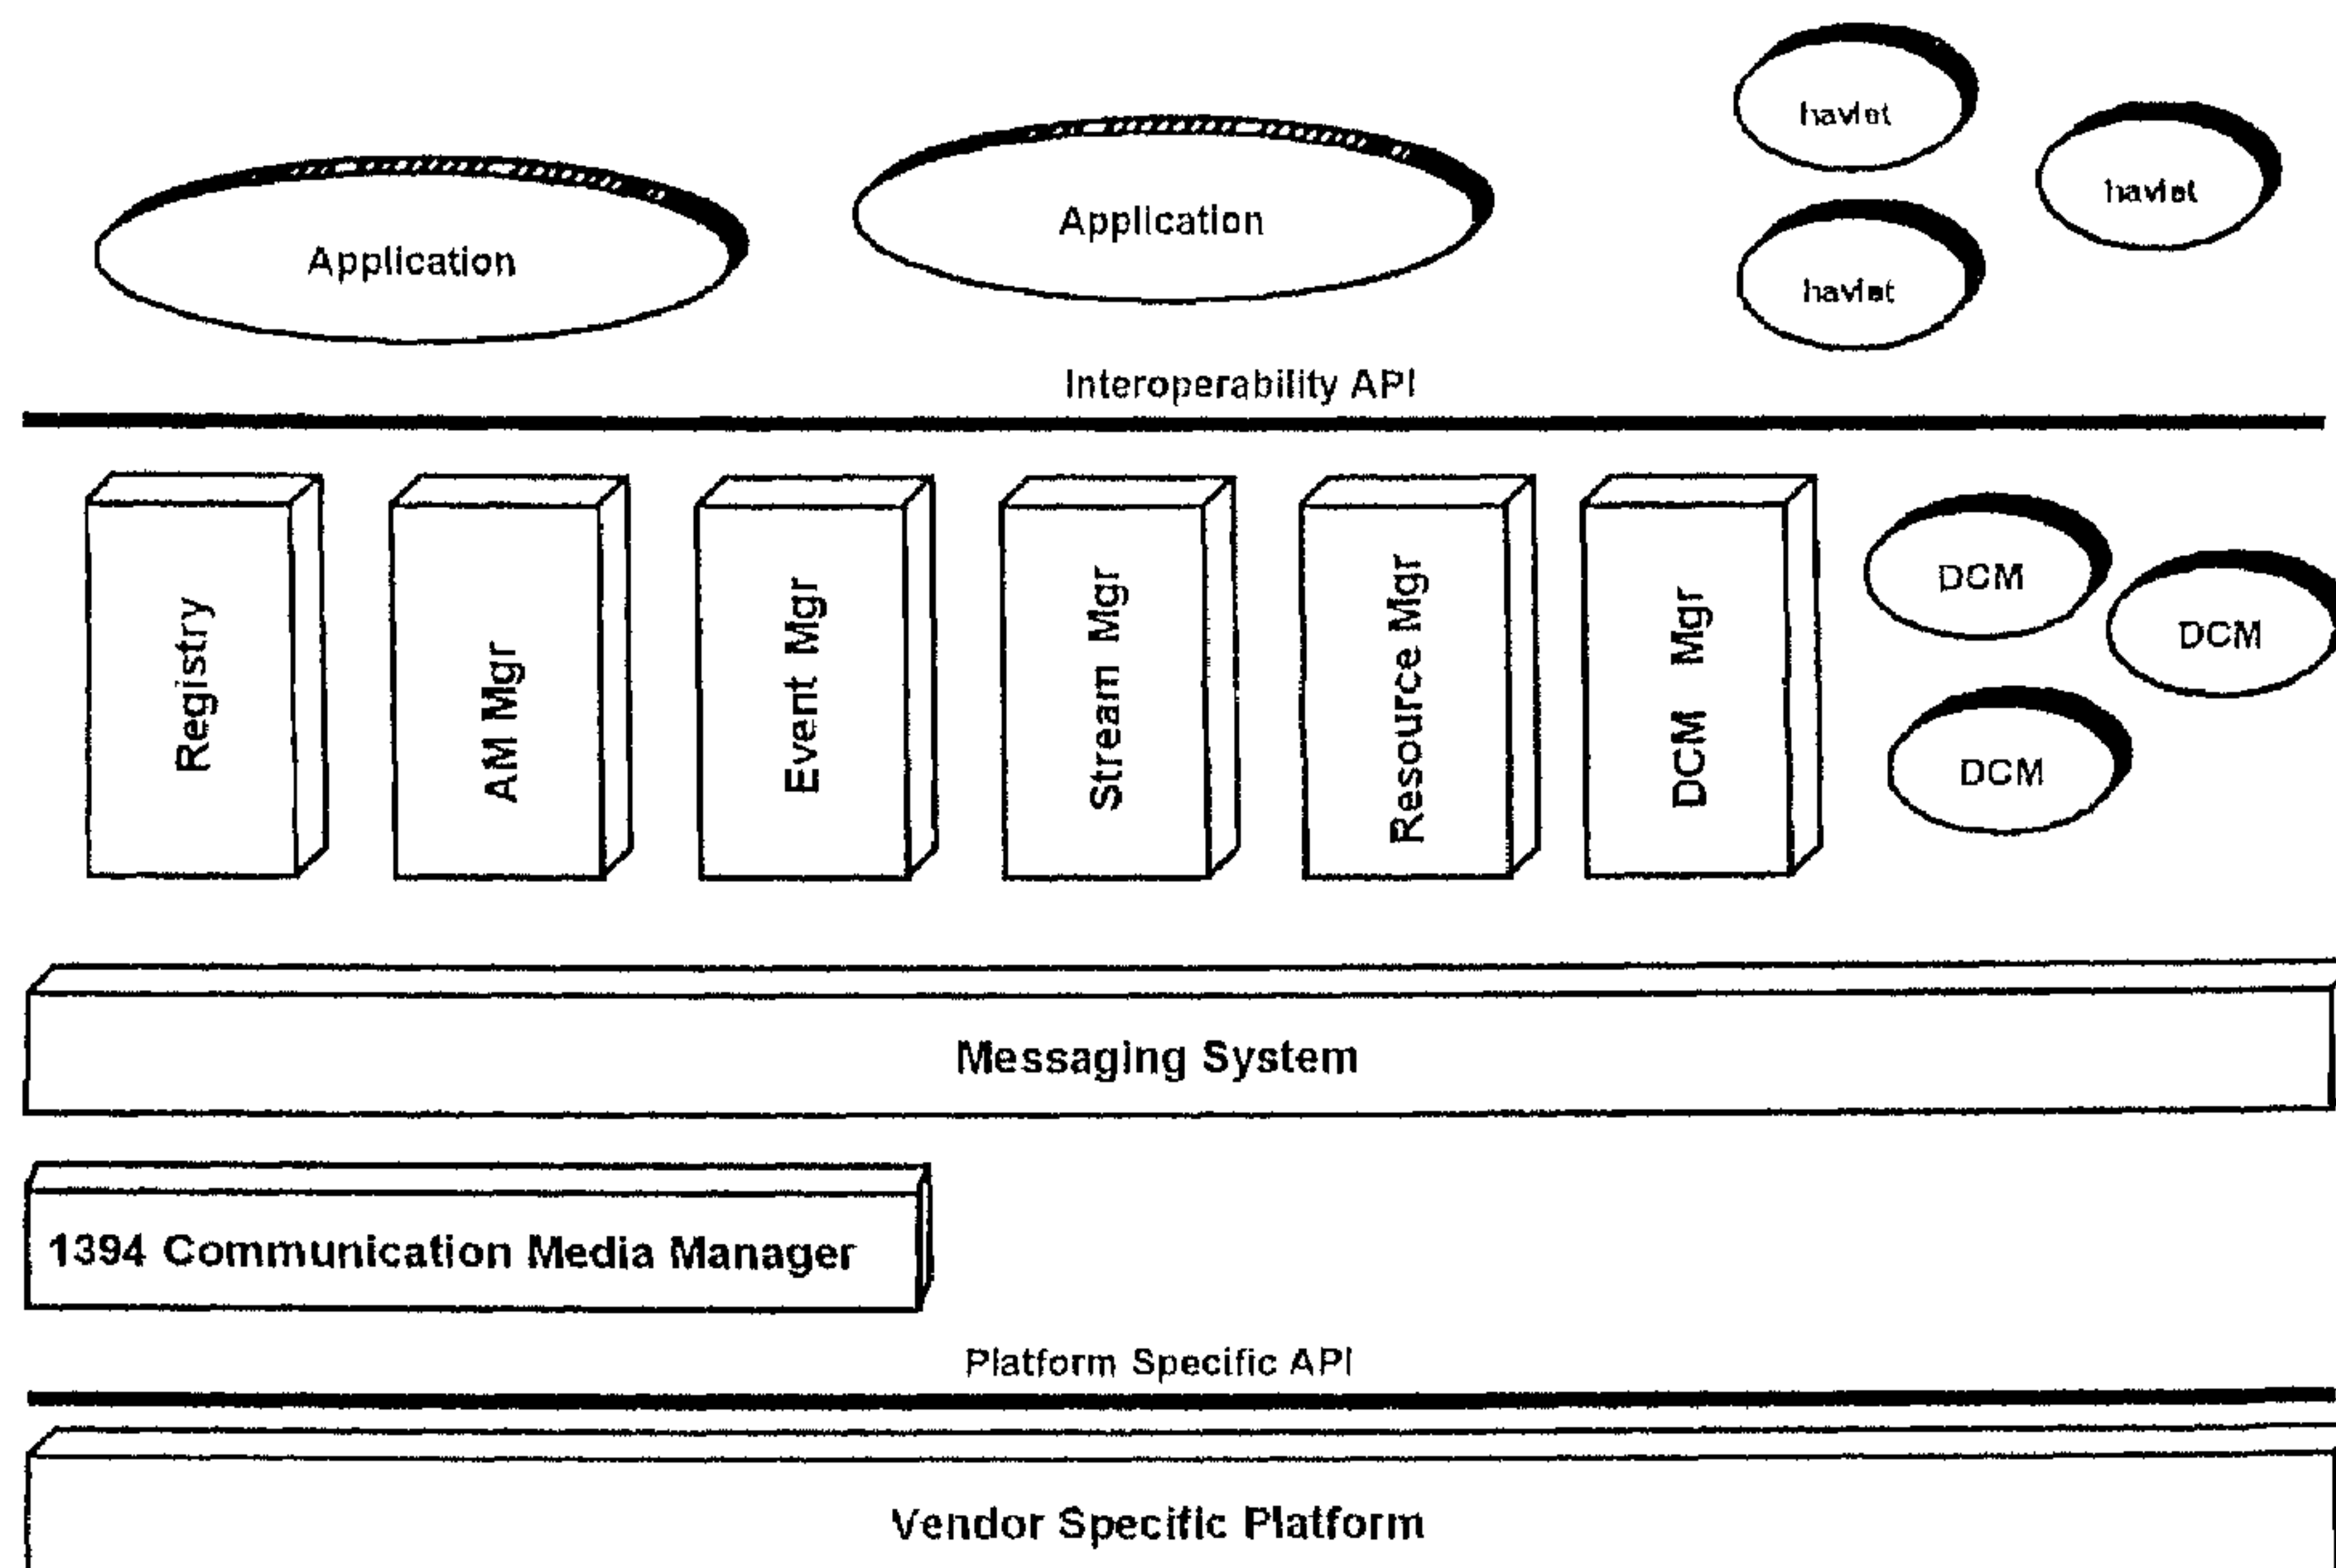 havlet
Application
Application
havlet
havlet
Interoperability API
Registry
AM Mgr
Event Mgr
Stream Mgr
Resource Mgr
DCM Mgr
DCM
DCM
DCM
Messaging System
1394 Communication Media Manager
Platform Specific API
Vendor Specific Platform